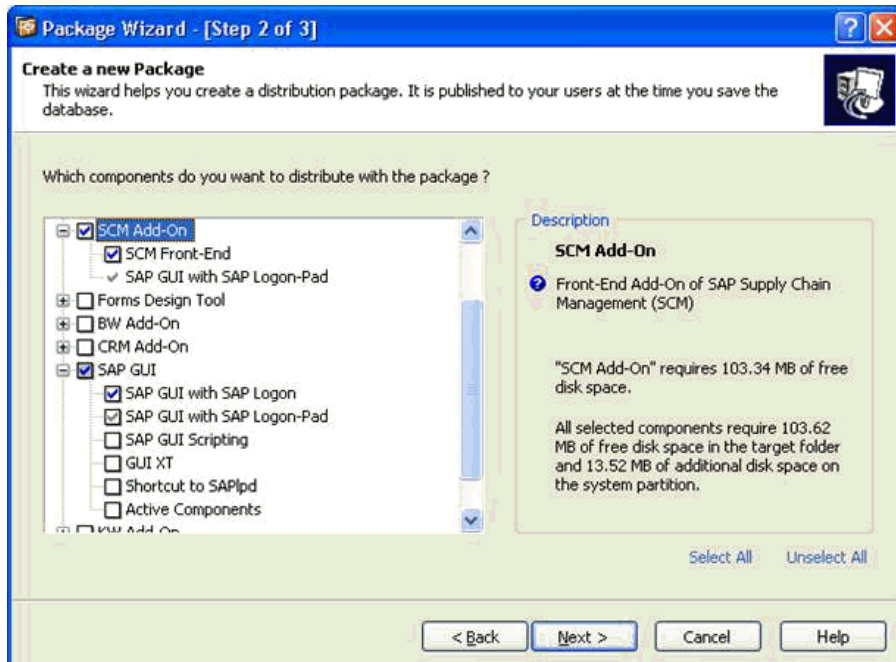 Package Wizard - [Step 2 of 3]
Create a new Package
This wizard helps you create a distribution package. It is published to your users at the time you save the
database.
Which components do you want to distribute with the package ?
SCM Add-On
SCM Front-End
SAP GUI with SAP Logon-Pad
Forms Design Tool
BW Add-On
CRM Add-On
SAP GUI
SAP GUI with SAP Logon
SAP GUI with SAP Logon-Pad
SAP GUI Scripting
GUI XT
Shortcut to SAPlpd
Active Components
KW Add-On
Description
SCM Add-On
Front-End Add-On of SAP Supply Chain
Management (SCM)
"SCM Add-On" requires 103.34 MB of free
disk space.
All selected components require 103.62
MB of free disk space in the target folder
and 13.52 MB of additional disk space on
the system partition.
Select All
Unselect All
< Back
Next >
Cancel
Help